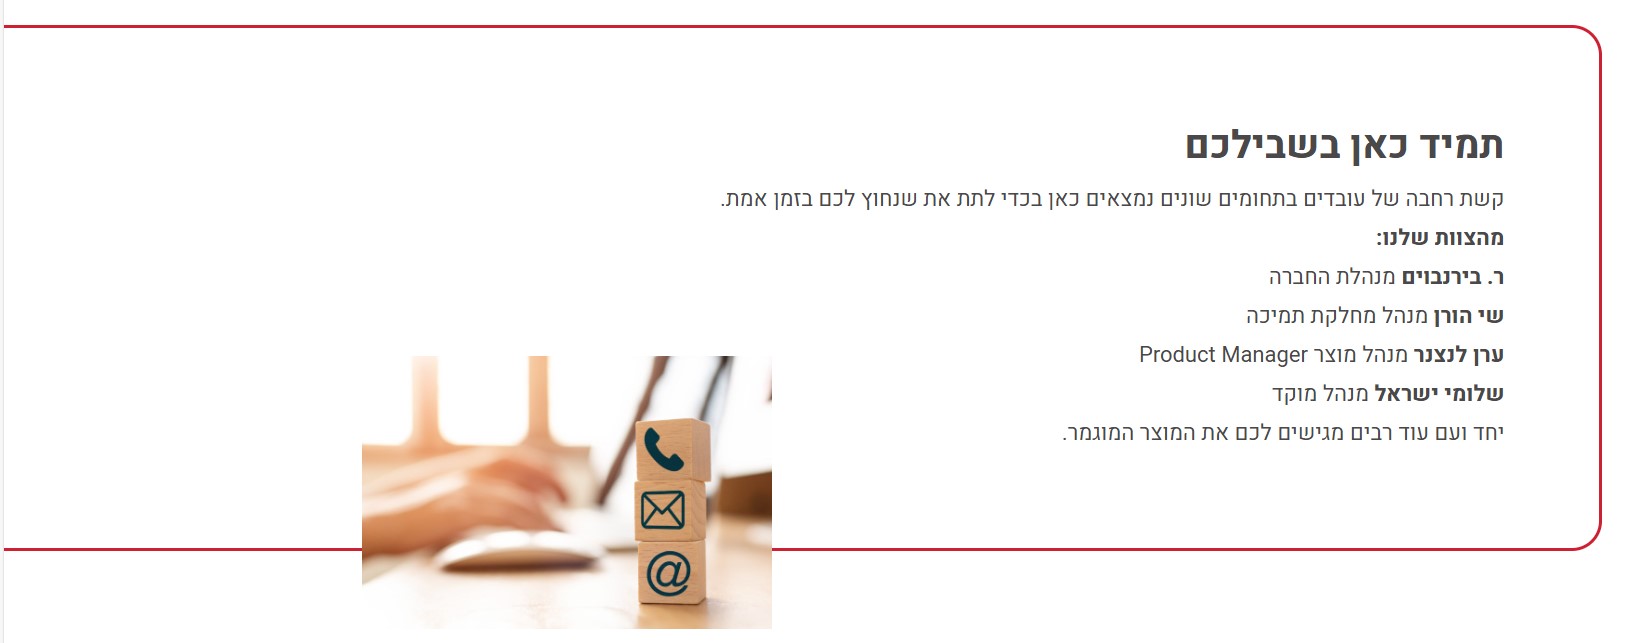 תמיד כאן בשבילכם
קשת רחבה של עובדים בתחומים שונים נמצאים כאן בכדי לתת את שנחוץ לכם בזמן אמת.
מהצוות שלנו:
ר. בירנבוים מנהלת החברה
שי הורן מנהל מחלקת תמיכה
ערן לנצנר מנהל מוצר Product Manager
שלומי ישראל מנהל מוקד
יחד ועם עוד רבים מגישים לכם את המוצר המוגמר.
@